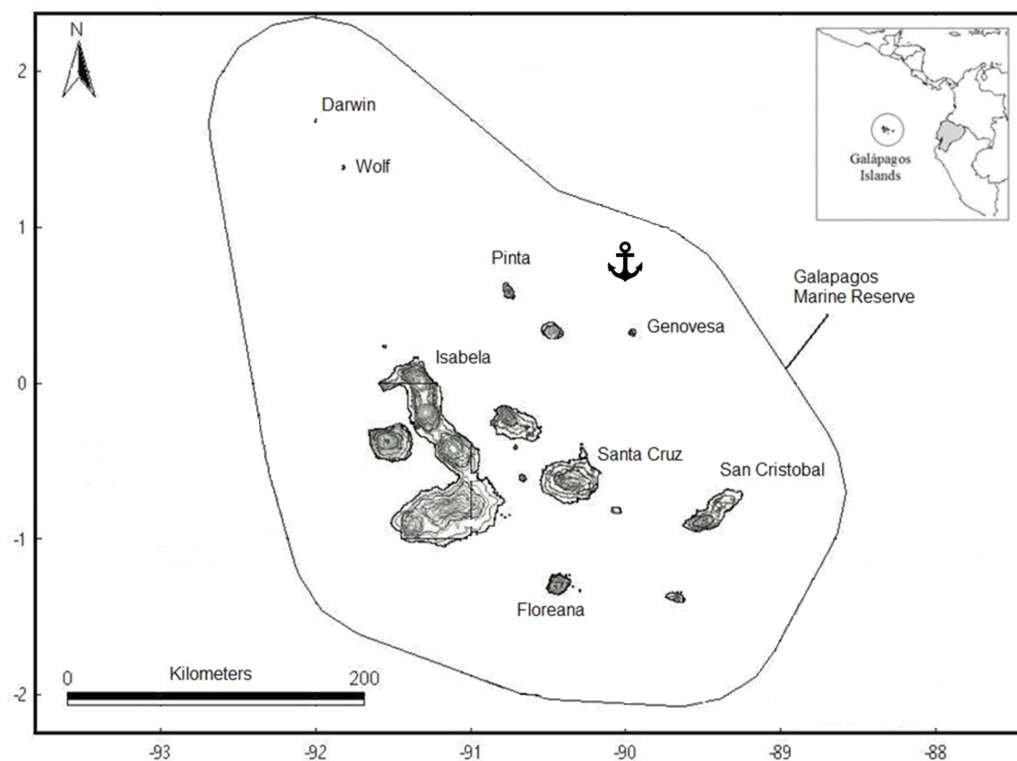 N
2
1
0
-1
-2
Darwin
Wolf
Pinta
Genovesa
Isabela
Santa Cruz
San Cristobal
Floreana
Galapagos
Marine Reserve
Galápagos
Islands
0
Kilometers
200
-93
-92
-91
-90
-89
-88